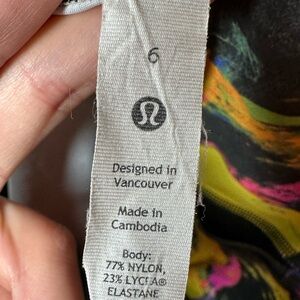 6
Designed in
Vancouver
Made in
Cambodia
Body:
77% NYLON,
23% LYCRA®
ELASTANE